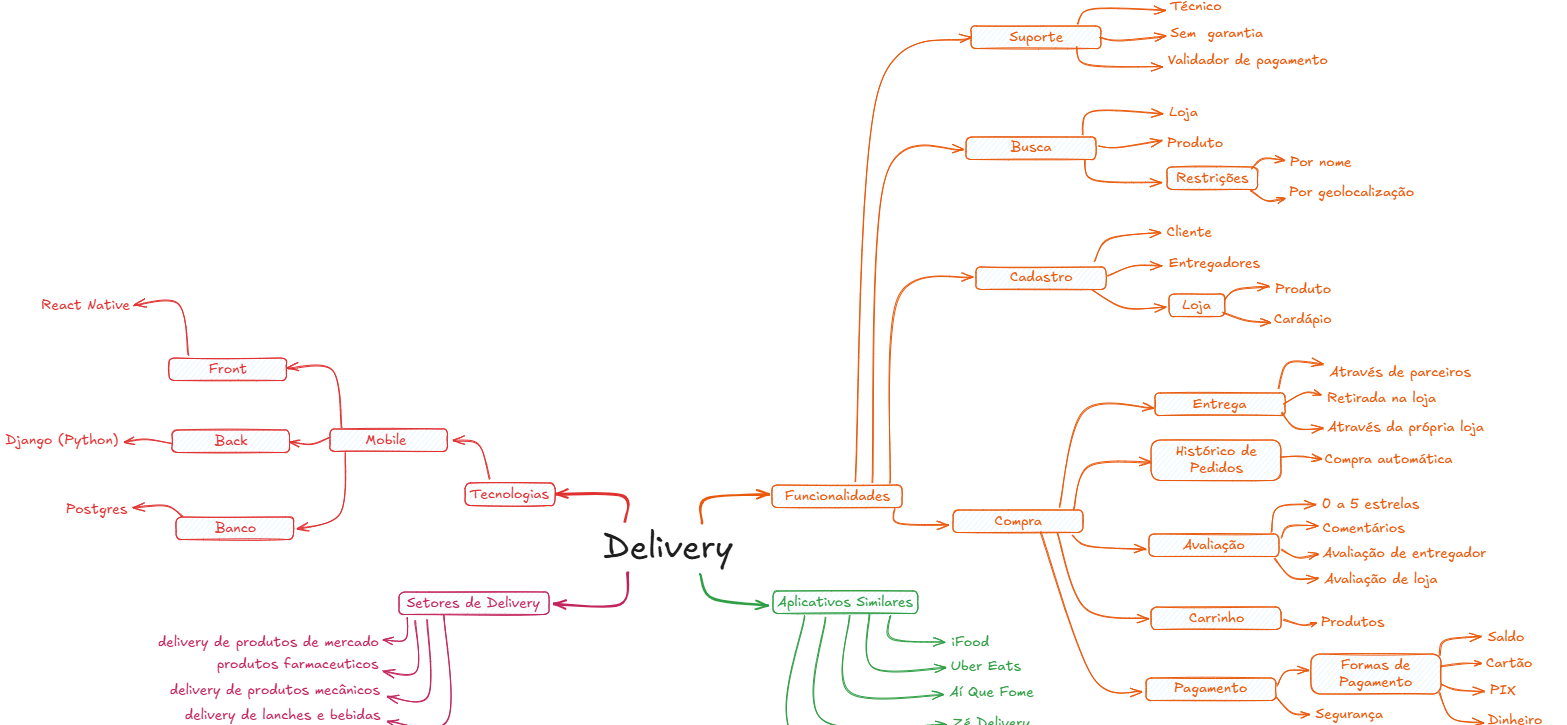 Delivery
Tecnologias
Mobile
Front
React Native
Back
Django (Python)
Banco
Postgres
Setores de Delivery
delivery de produtos de mercado
produtos farmaceuticos
delivery de produtos mecânicos
delivery de lanches e bebidas
Funcionalidades
Suporte
Técnico
Sem garantia
Validador de pagamento
Busca
Loja
Produto
Restrições
Por nome
Por geolocalização
Cadastro
Cliente
Entregadores
Loja
Produto
Cardápio
Compra
Entrega
Através de parceiros
Retirada na loja
Através da própria loja
Histórico de
Pedidos
Compra automática
Avaliação
0 a 5 estrelas
Comentários
Avaliação de entregador
Avaliação de loja
Carrinho
Produtos
Pagamento
Formas de
Pagamento
Saldo
Cartão
PIX
Dinheiro
Segurança
Aplicativos Similares
iFood
Uber Eats
Aí Que Fome
Zé Delivery